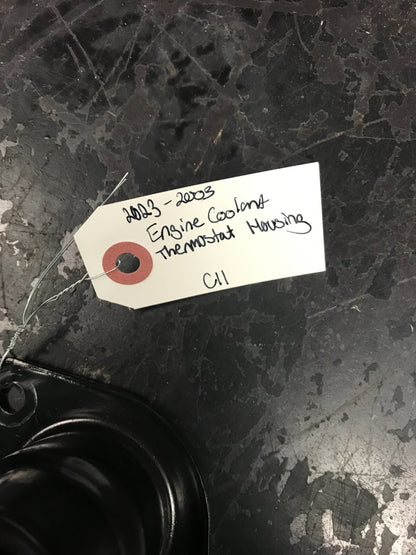 2023-2003
Engine Coolant
Thermostat Housing
C11